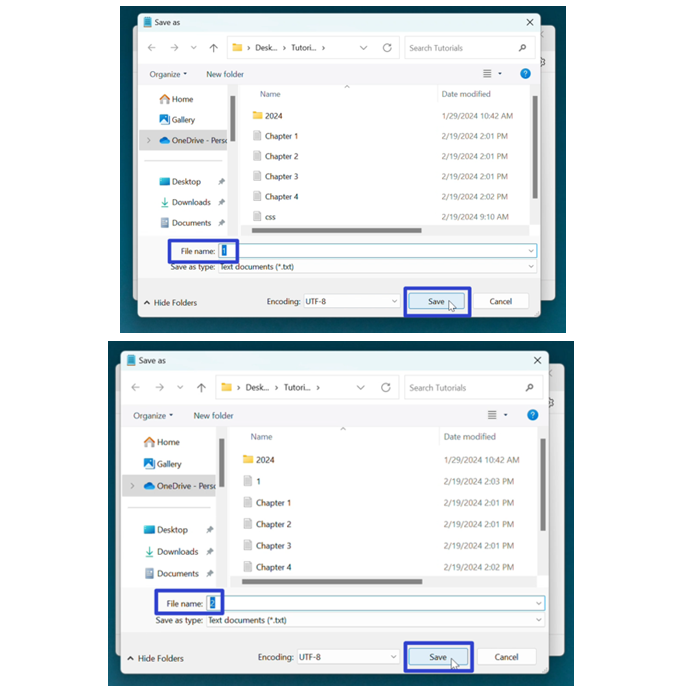 Save as
Desk... Tutori... Search Tutorials
Organize New folder
Name Date modified
Home
Gallery
OneDrive - Perso
Desktop
Downloads
Documents
2024 1/29/2024 10:42 AM
Chapter 1 2/19/2024 2:01 PM
Chapter 2 2/19/2024 2:01 PM
Chapter 3 2/19/2024 2:01 PM
Chapter 4 2/19/2024 2:02 PM
css 2/19/2024 9:10 AM
File name: 1
Save as type: Text documents (*.txt)
Hide Folders Encoding: UTF-8 Save Cancel
Save as
Desk... Tutori... Search Tutorials
Organize New folder
Name Date modified
Home
Gallery
OneDrive - Perso
Desktop
Downloads
Documents
2024 1/29/2024 10:42 AM
1 2/19/2024 2:03 PM
Chapter 1 2/19/2024 2:01 PM
Chapter 2 2/19/2024 2:01 PM
Chapter 3 2/19/2024 2:01 PM
Chapter 4 2/19/2024 2:02 PM
File name: 2
Save as type: Text documents (*.txt)
Hide Folders Encoding: UTF-8 Save Cancel